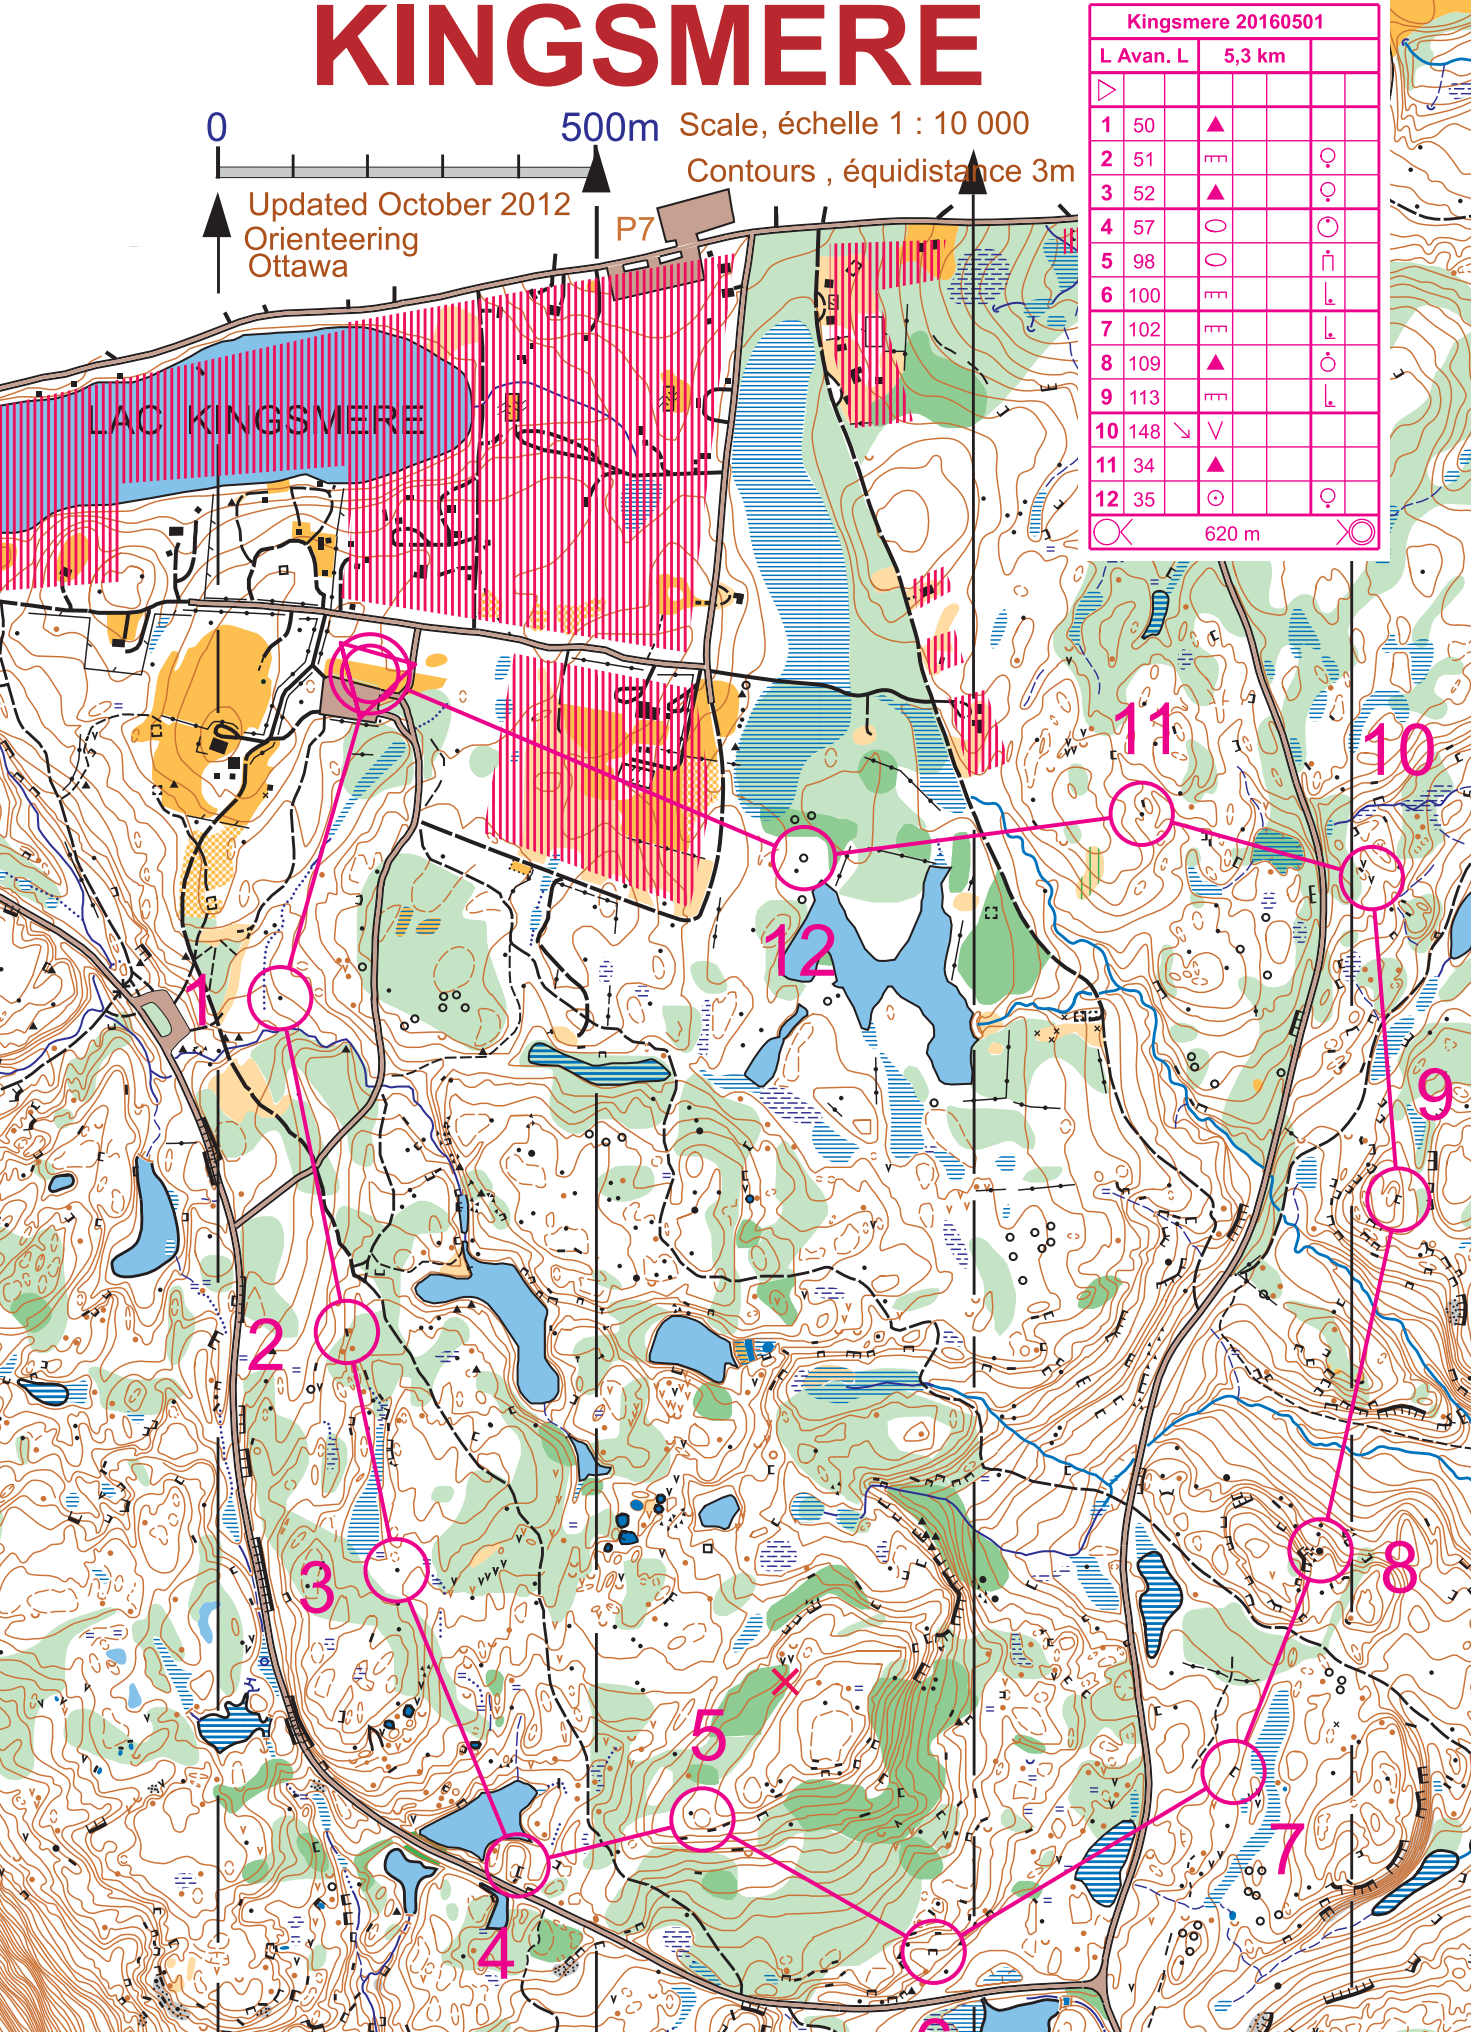 KINGSMERE
0 500m Scale, échelle 1 : 10 000
Contours , équidistance 3m
Updated October 2012
Orienteering
Ottawa
P7
LAC KINGSMERE
Kingsmere 20160501
L Avan. L 5,3 km
1 50
2 51
3 52
4 57
5 98
6 100
7 102
8 109
9 113
10 148
11 34
12 35
620 m
11
10
12
1
9
2
3
8
5
7
4